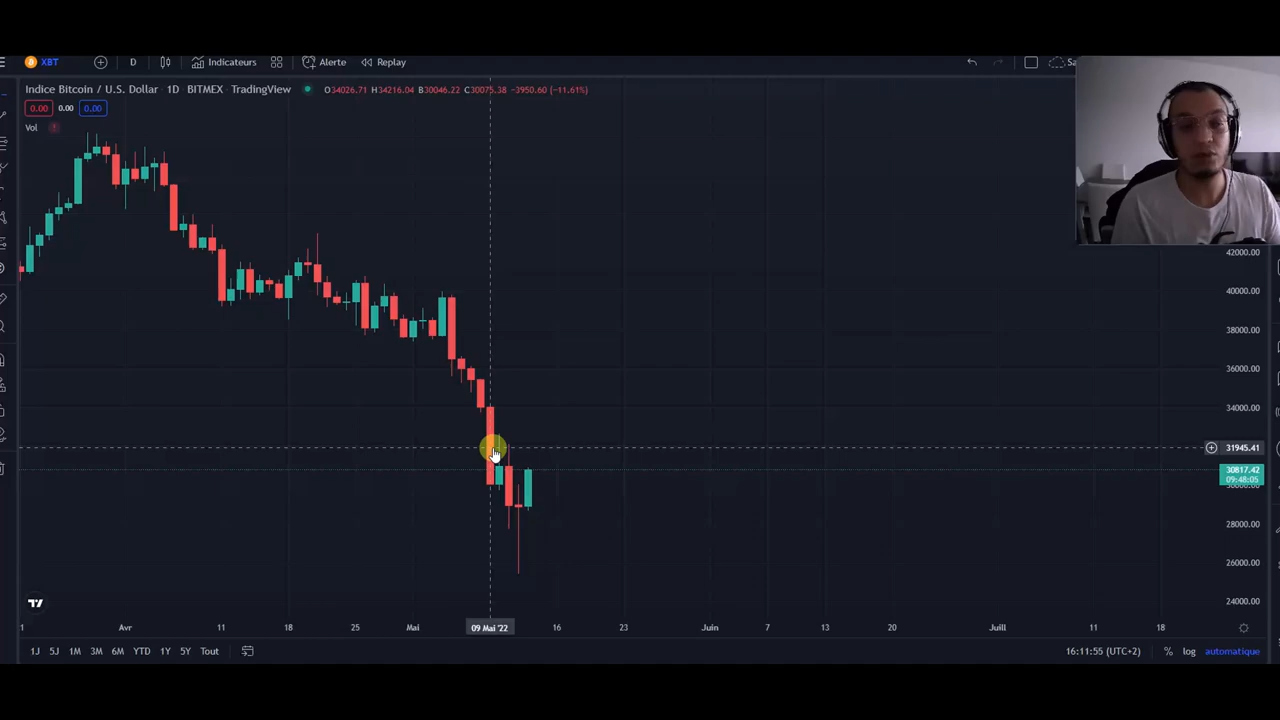 XBT D Indicateurs Alerte Replay Sa
Indice Bitcoin / U.S. Dollar · 1D · BITMEX · TradingView O34026.71 H34216.04 B30046.22 C30075.38 −3950.60 (−11.61%)
0.00 0.00 0.00
Vol !
42000.00
40000.00
38000.00
36000.00
34000.00
31945.41
30817.42
09:48:05
30000.00
28000.00
26000.00
24000.00
1 Avr 11 18 25 Mai 09 Mai '22 16 23 Juin 7 13 20 Juill 11 18
1J 5J 1M 3M 6M YTD 1Y 5Y Tout 16:11:55 (UTC+2) % log automatique